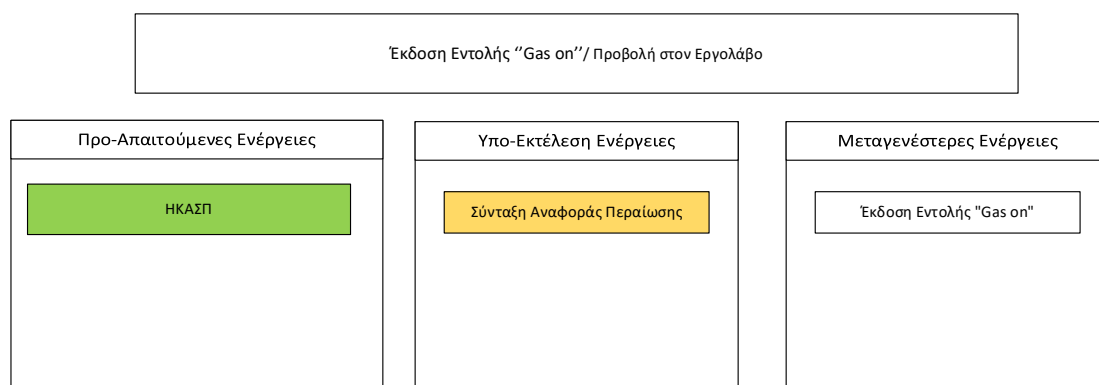 Έκδοση Εντολής ‘’Gas on’’/ Προβολή στον Εργολάβο
Προ-Απαιτούμενες Ενέργειες
Υπο-Εκτέλεση Ενέργειες
Μεταγενέστερες Ενέργειες
ΗΚΑΣΠ
Σύνταξη Αναφοράς Περαίωσης
Έκδοση Εντολής "Gas on"